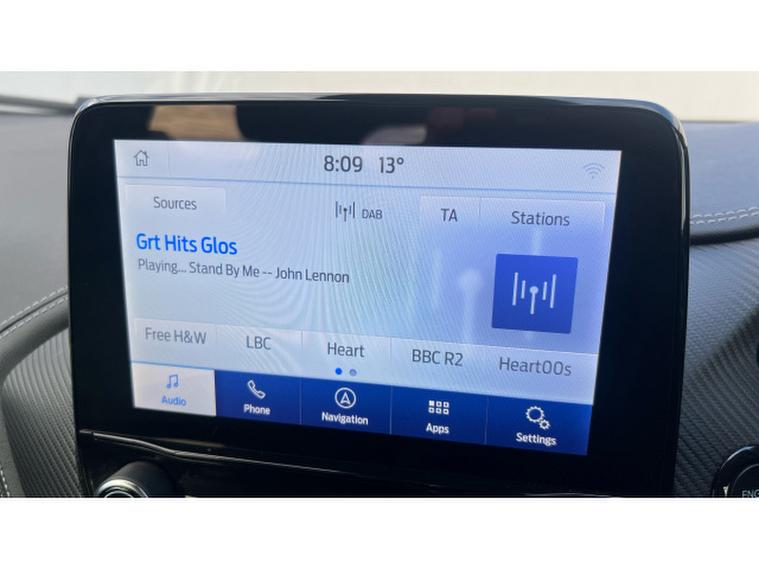 8:09 13°
Sources DAB TA Stations
Grt Hits Glos
Playing... Stand By Me -- John Lennon
Free H&W LBC Heart BBC R2 Heart00s
Audio Phone Navigation Apps Settings
ENG